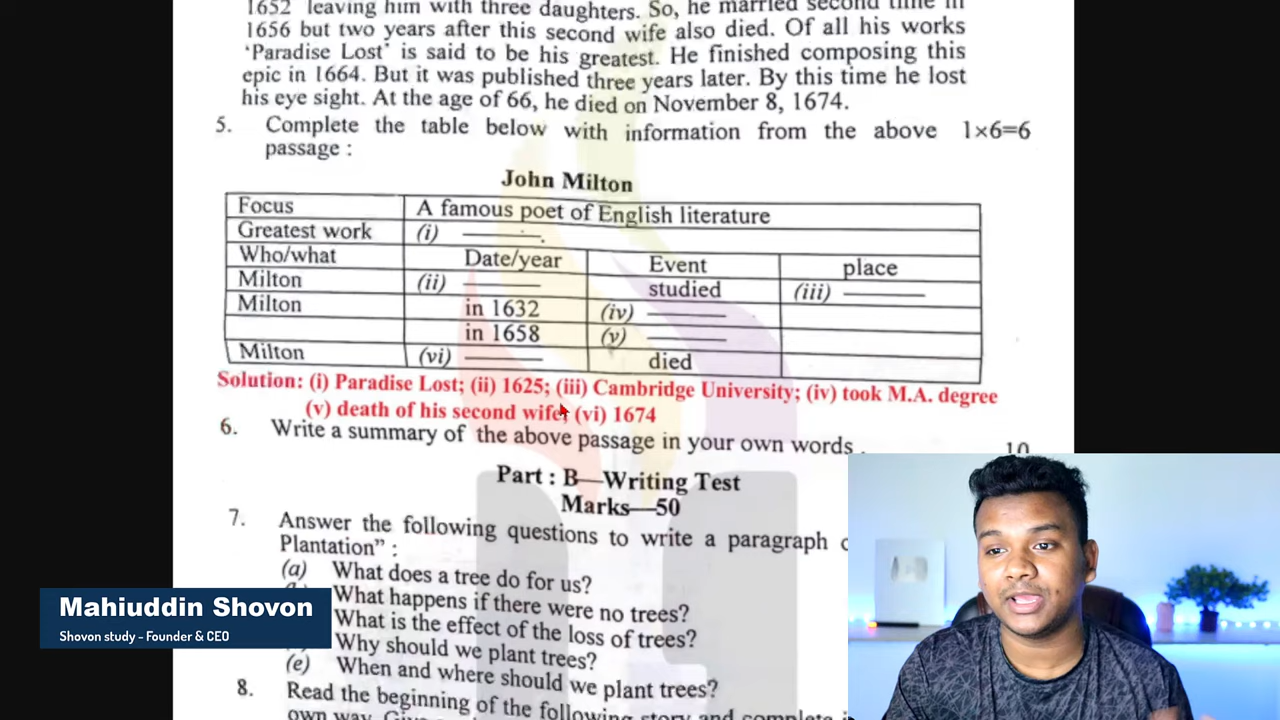 1652 leaving him with three daughters. So, he married second time in
1656 but two years after this second wife also died. Of all his works
'Paradise Lost' is said to be his greatest. He finished composing this
epic in 1664. But it was published three years later. By this time he lost
his eye sight. At the age of 66, he died on November 8, 1674.
5. Complete the table below with information from the above 1×6=6
passage :
John Milton
Focus A famous poet of English literature
Greatest work (i) ———.
Who/what Date/year Event place
Milton (ii) ——— studied (iii) ———
Milton in 1632 (iv) ———
in 1658 (v) ———
Milton (vi) ——— died
Solution: (i) Paradise Lost; (ii) 1625; (iii) Cambridge University; (iv) took M.A. degree
(v) death of his second wife; (vi) 1674
6. Write a summary of the above passage in your own words. 10
Part : B—Writing Test
Marks—50
7. Answer the following questions to write a paragraph
Plantation" :
(a) What does a tree do for us?
What happens if there were no trees?
What is the effect of the loss of trees?
Why should we plant trees?
(e) When and where should we plant trees?
8. Read the beginning of the following story and complete
own way.
Mahiuddin Shovon
Shovon study - Founder & CEO